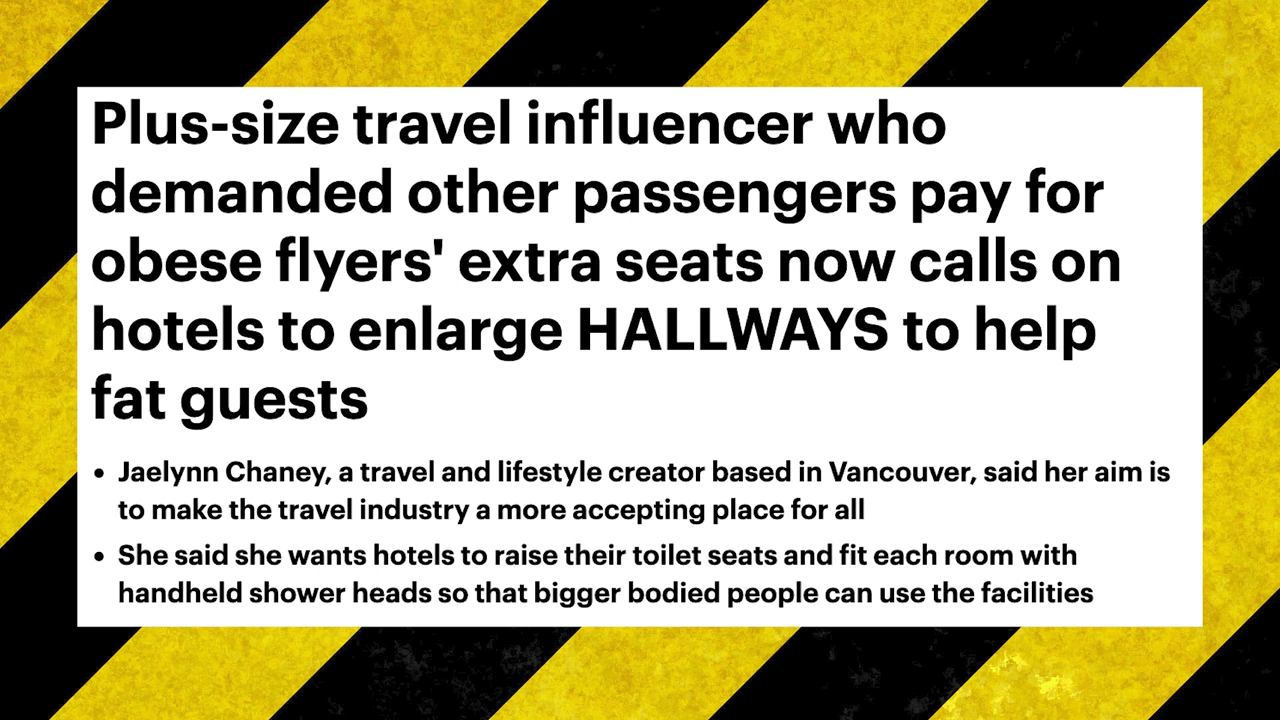 Plus-size travel influencer who
demanded other passengers pay for
obese flyers' extra seats now calls on
hotels to enlarge HALLWAYS to help
fat guests
• Jaelynn Chaney, a travel and lifestyle creator based in Vancouver, said her aim is
to make the travel industry a more accepting place for all
• She said she wants hotels to raise their toilet seats and fit each room with
handheld shower heads so that bigger bodied people can use the facilities